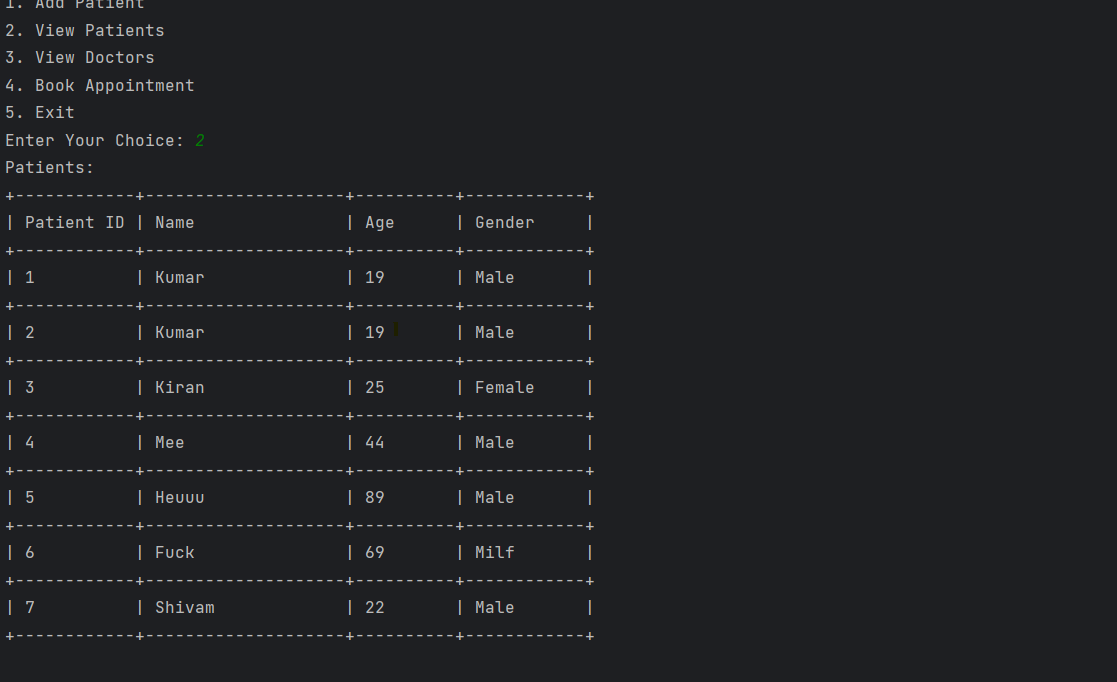 1. Add Patient
2. View Patients
3. View Doctors
4. Book Appointment
5. Exit
Enter Your Choice: 2
Patients:
+------------+--------------------+----------+------------+
| Patient ID | Name               | Age      | Gender     |
+------------+--------------------+----------+------------+
| 1          | Kumar              | 19       | Male       |
+------------+--------------------+----------+------------+
| 2          | Kumar              | 19       | Male       |
+------------+--------------------+----------+------------+
| 3          | Kiran              | 25       | Female     |
+------------+--------------------+----------+------------+
| 4          | Mee                | 44       | Male       |
+------------+--------------------+----------+------------+
| 5          | Heuuu              | 89       | Male       |
+------------+--------------------+----------+------------+
| 6          | Fuck               | 69       | Milf       |
+------------+--------------------+----------+------------+
| 7          | Shivam             | 22       | Male       |
+------------+--------------------+----------+------------+